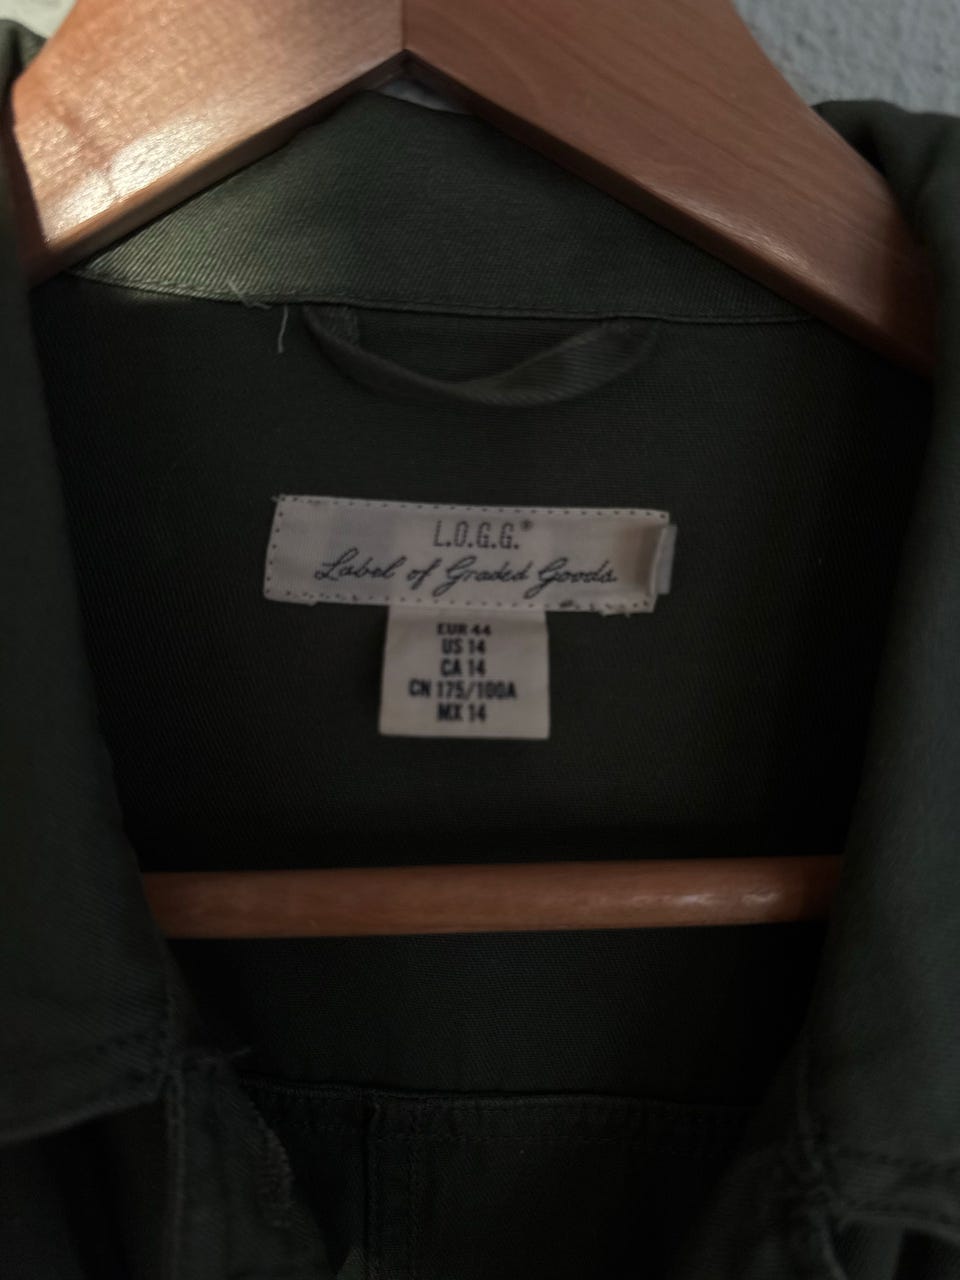 L.O.G.G.®
Label of Graded Goods
EUR 44
US 14
CA 14
CN 175/100A
MX 14